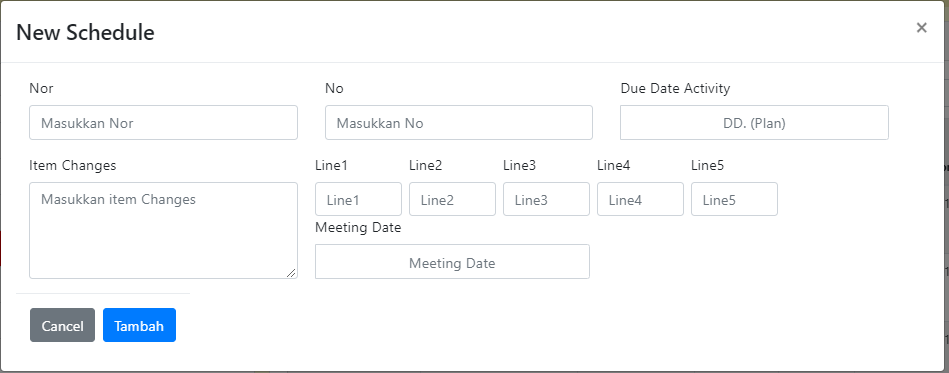 New Schedule ×
Nor No Due Date Activity
Masukkan Nor Masukkan No DD. (Plan)
Item Changes Line1 Line2 Line3 Line4 Line5
Masukkan item Changes Line1 Line2 Line3 Line4 Line5
Meeting Date
Meeting Date
Cancel Tambah